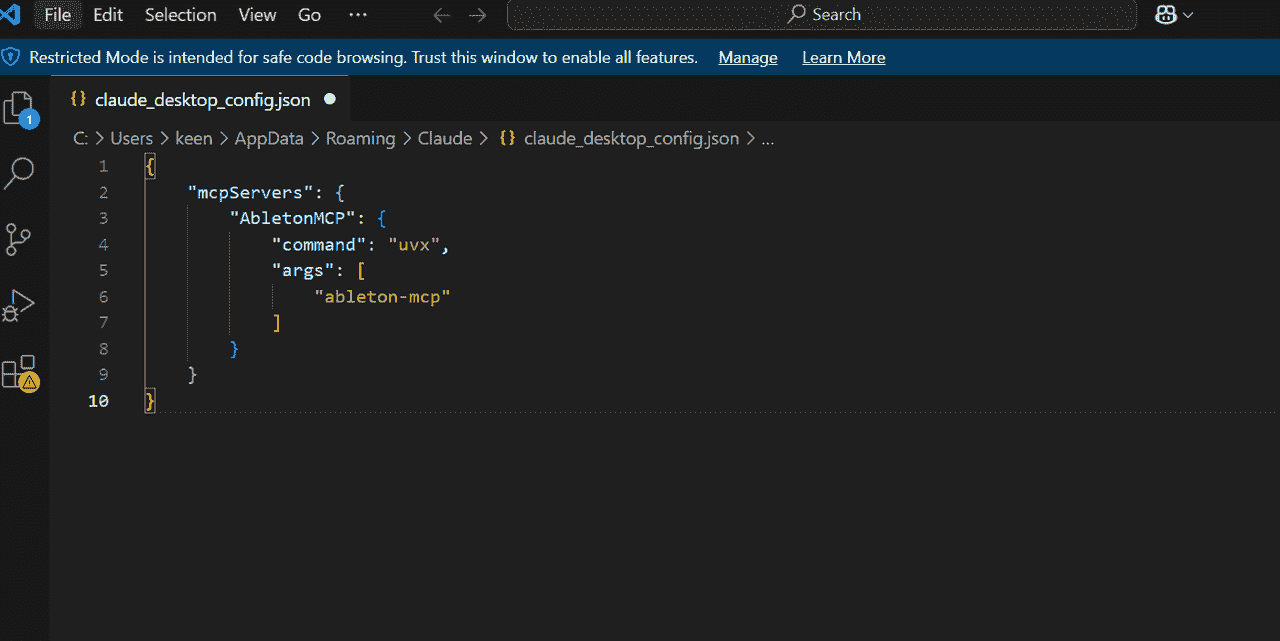 File Edit Selection View Go ... Search
Restricted Mode is intended for safe code browsing. Trust this window to enable all features. Manage Learn More
{} claude_desktop_config.json
C: > Users > keen > AppData > Roaming > Claude > {} claude_desktop_config.json > ...
1
1 {
2 "mcpServers": {
3 "AbletonMCP": {
4 "command": "uvx",
5 "args": [
6 "ableton-mcp"
7 ]
8 }
9 }
10 }